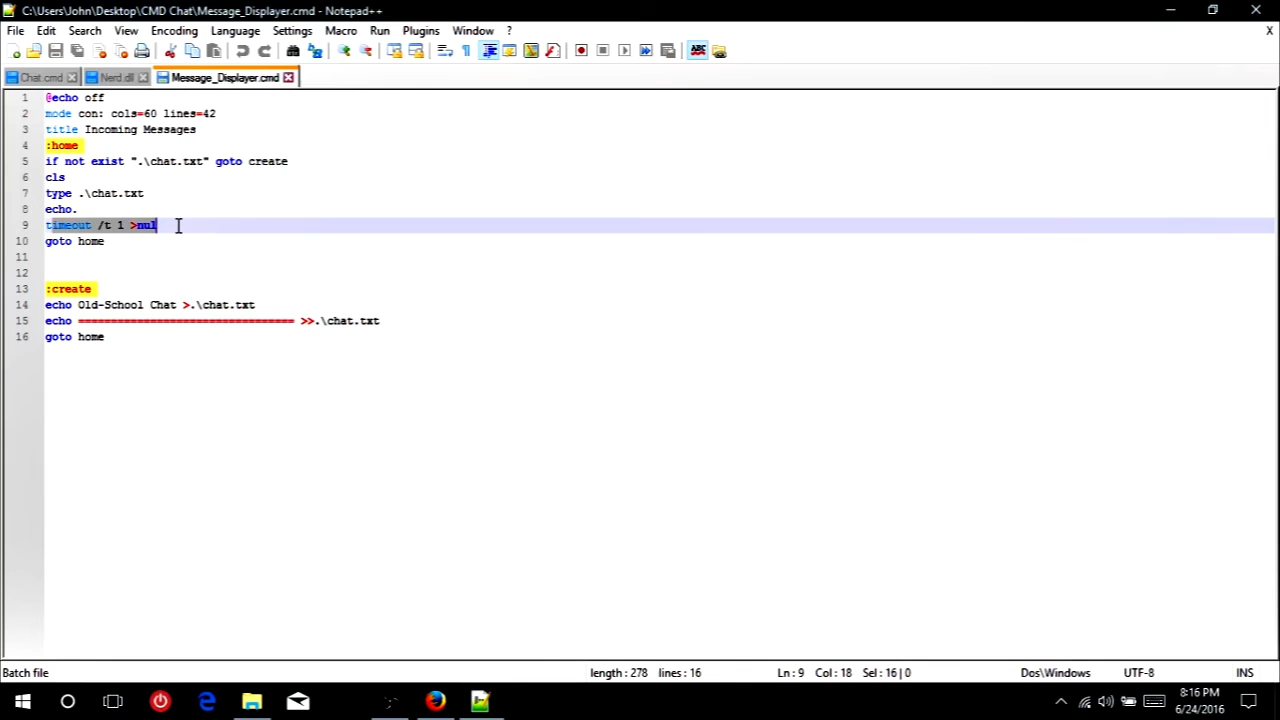 C:\Users\John\Desktop\CMD Chat\Message_Displayer.cmd - Notepad++
File Edit Search View Encoding Language Settings Macro Run Plugins Window ? X
ABC
Chat.cmd Nerd.dll Message_Displayer.cmd
1 @echo off
2 mode con: cols=60 lines=42
3 title Incoming Messages
4 :home
5 if not exist ".\chat.txt" goto create
6 cls
7 type .\chat.txt
8 echo.
9 timeout /t 1 >nul
10 goto home
11
12
13 :create
14 echo Old-School Chat >.\chat.txt
15 echo ================================= >>.\chat.txt
16 goto home
Batch file length : 278 lines : 16 Ln : 9 Col : 18 Sel : 16 | 0 Dos\Windows UTF-8 INS
8:16 PM
6/24/2016